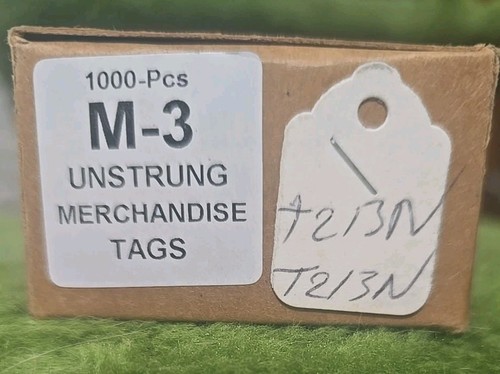 1000-Pcs
M-3
UNSTRUNG
MERCHANDISE
TAGS
T213N
T213N